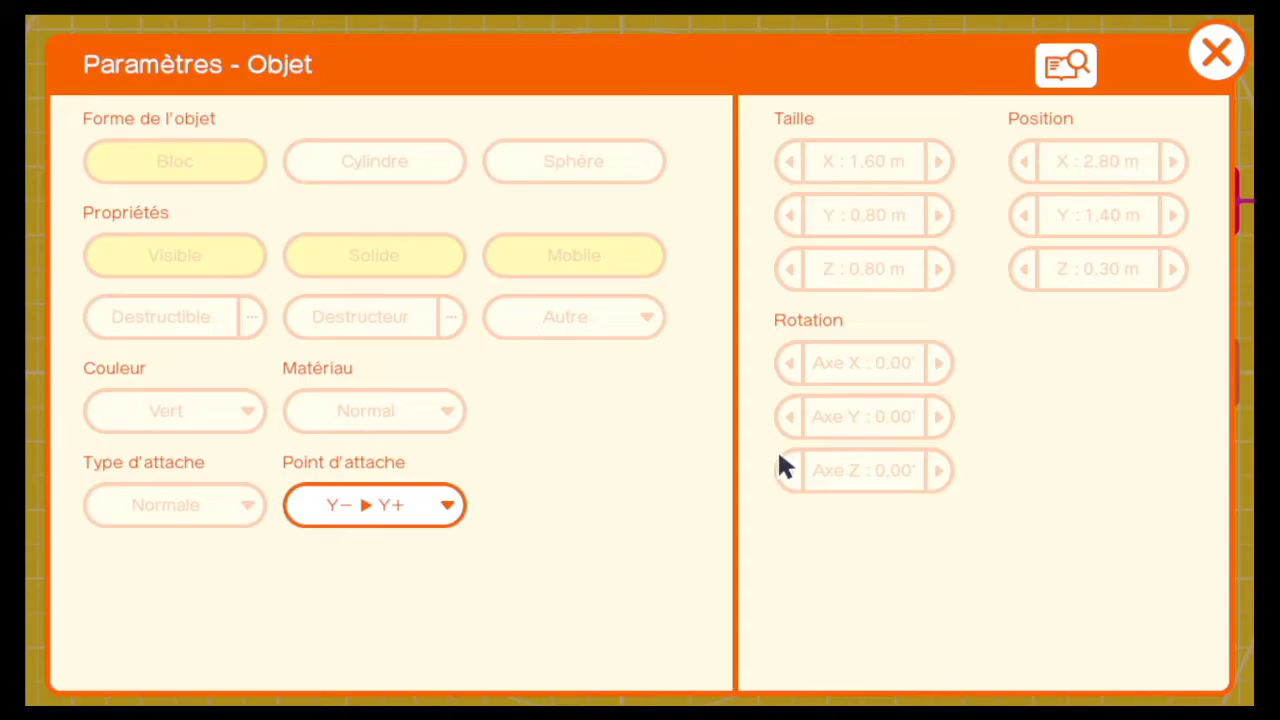 Paramètres - Objet
Forme de l'objet
Bloc
Cylindre
Sphère
Propriétés
Visible
Solide
Mobile
Destructible ...
Destructeur ...
Autre
Couleur
Matériau
Vert
Normal
Type d'attache
Point d'attache
Normale
Y− ▶ Y+
Taille
X : 1.60 m
Y : 0.80 m
Z : 0.80 m
Position
X : 2.80 m
Y : 1.40 m
Z : 0.30 m
Rotation
Axe X : 0.00°
Axe Y : 0.00°
Axe Z : 0.00°